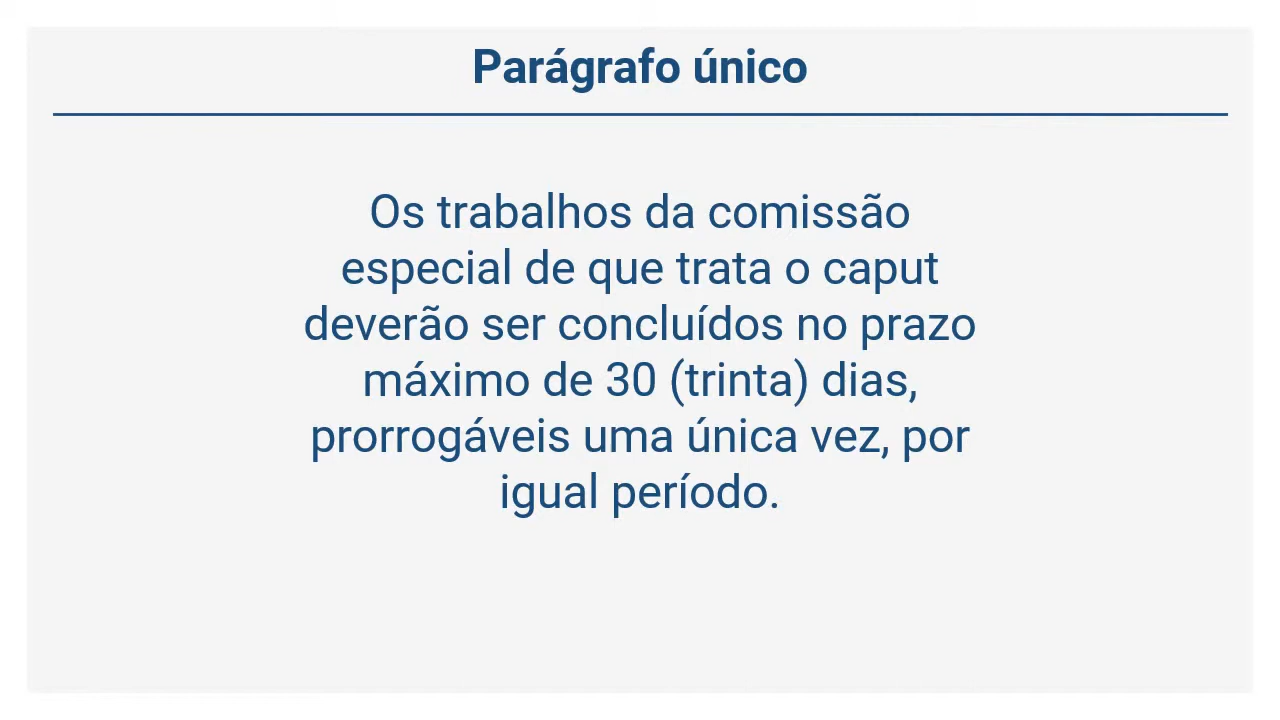 Parágrafo único
Os trabalhos da comissão
especial de que trata o caput
deverão ser concluídos no prazo
máximo de 30 (trinta) dias,
prorrogáveis uma única vez, por
igual período.